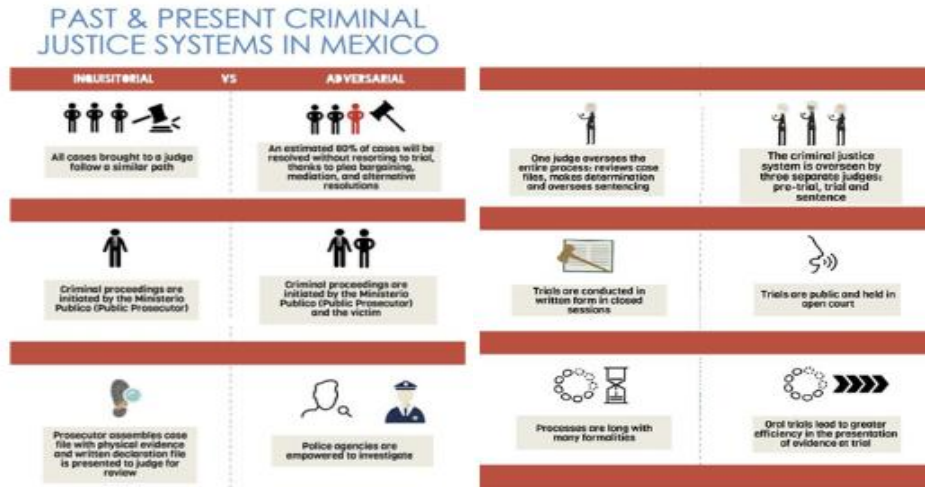 PAST & PRESENT CRIMINAL
JUSTICE SYSTEMS IN MEXICO
INQUISITORIAL VS ADVERSARIAL
All cases brought to a judge
follow a similar path
An estimated 80% of cases will be
resolved without resorting to trial,
thanks to plea bargaining,
mediation, and alternative
resolutions
Criminal proceedings are
initiated by the Ministerio
Publico (Public Prosecutor)
Criminal proceedings are
initiated by the Ministerio
Publico (Public Prosecutor)
and the victim
Prosecutor assembles case
file with physical evidence
and written declaration file
is presented to judge for
review
Police agencies are
empowered to investigate
One judge oversees the
entire process: reviews case
files, makes determination
and oversees sentencing
The criminal justice
system is overseen by
three separate judges:
pre-trial, trial and
sentence
Trials are conducted in
written form in closed
sessions
Trials are public and held in
open court
Processes are long with
many formalities
Oral trials lead to greater
efficiency in the presentation
of evidence at trial